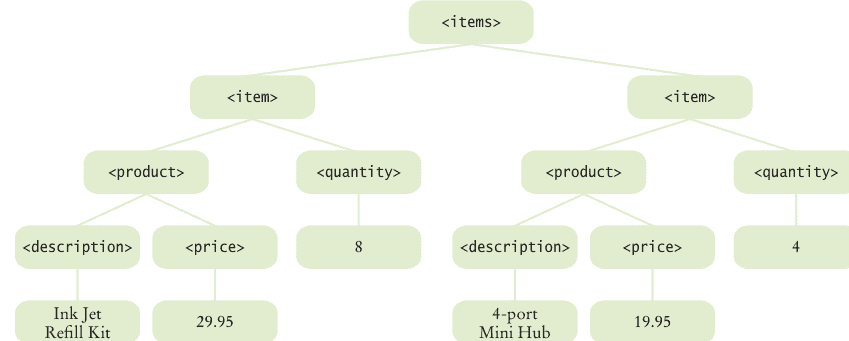 <items>
<item>
<item>
<product>
<quantity>
<product>
<quantity>
<description>
<price>
8
<description>
<price>
4
Ink Jet
Refill Kit
29.95
4-port
Mini Hub
19.95